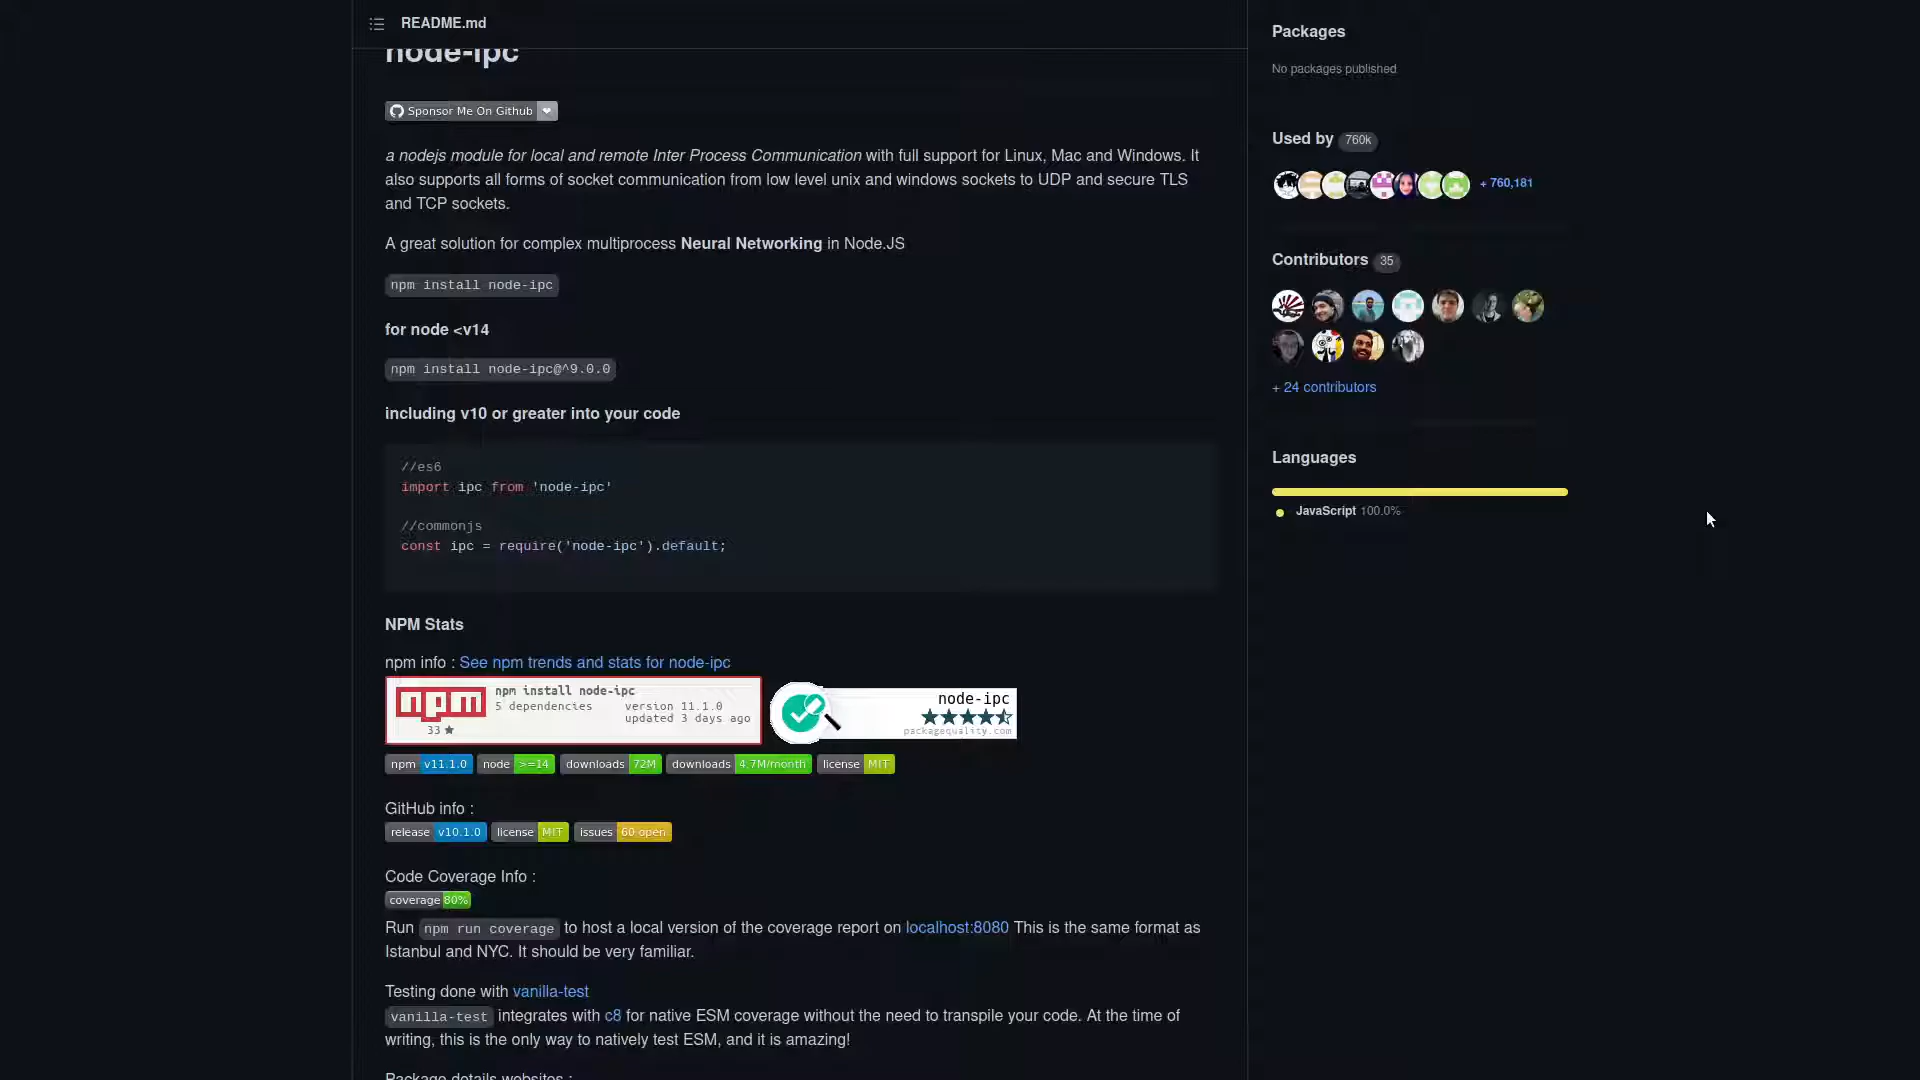 README.md
node-ipc
Sponsor Me On Github
a nodejs module for local and remote Inter Process Communication with full support for Linux, Mac and Windows. It
also supports all forms of socket communication from low level unix and windows sockets to UDP and secure TLS
and TCP sockets.
A great solution for complex multiprocess Neural Networking in Node.JS
npm install node-ipc
for node <v14
npm install node-ipc@^9.0.0
including v10 or greater into your code
//es6
import ipc from 'node-ipc'
//commonjs
const ipc = require('node-ipc').default;
NPM Stats
npm info : See npm trends and stats for node-ipc
npm
npm install node-ipc
5 dependencies
version 11.1.0
updated 3 days ago
33
node-ipc
packagequality.com
npm v11.1.0
node >=14
downloads 72M
downloads 4.7M/month
license MIT
GitHub info :
release v10.1.0
license MIT
issues 60 open
Code Coverage Info :
coverage 80%
Run npm run coverage to host a local version of the coverage report on localhost:8080 This is the same format as
Istanbul and NYC. It should be very familiar.
Testing done with vanilla-test
vanilla-test integrates with c8 for native ESM coverage without the need to transpile your code. At the time of
writing, this is the only way to natively test ESM, and it is amazing!
Package details websites :
Packages
No packages published
Used by 760k
+ 760,181
Contributors 35
+ 24 contributors
Languages
JavaScript 100.0%